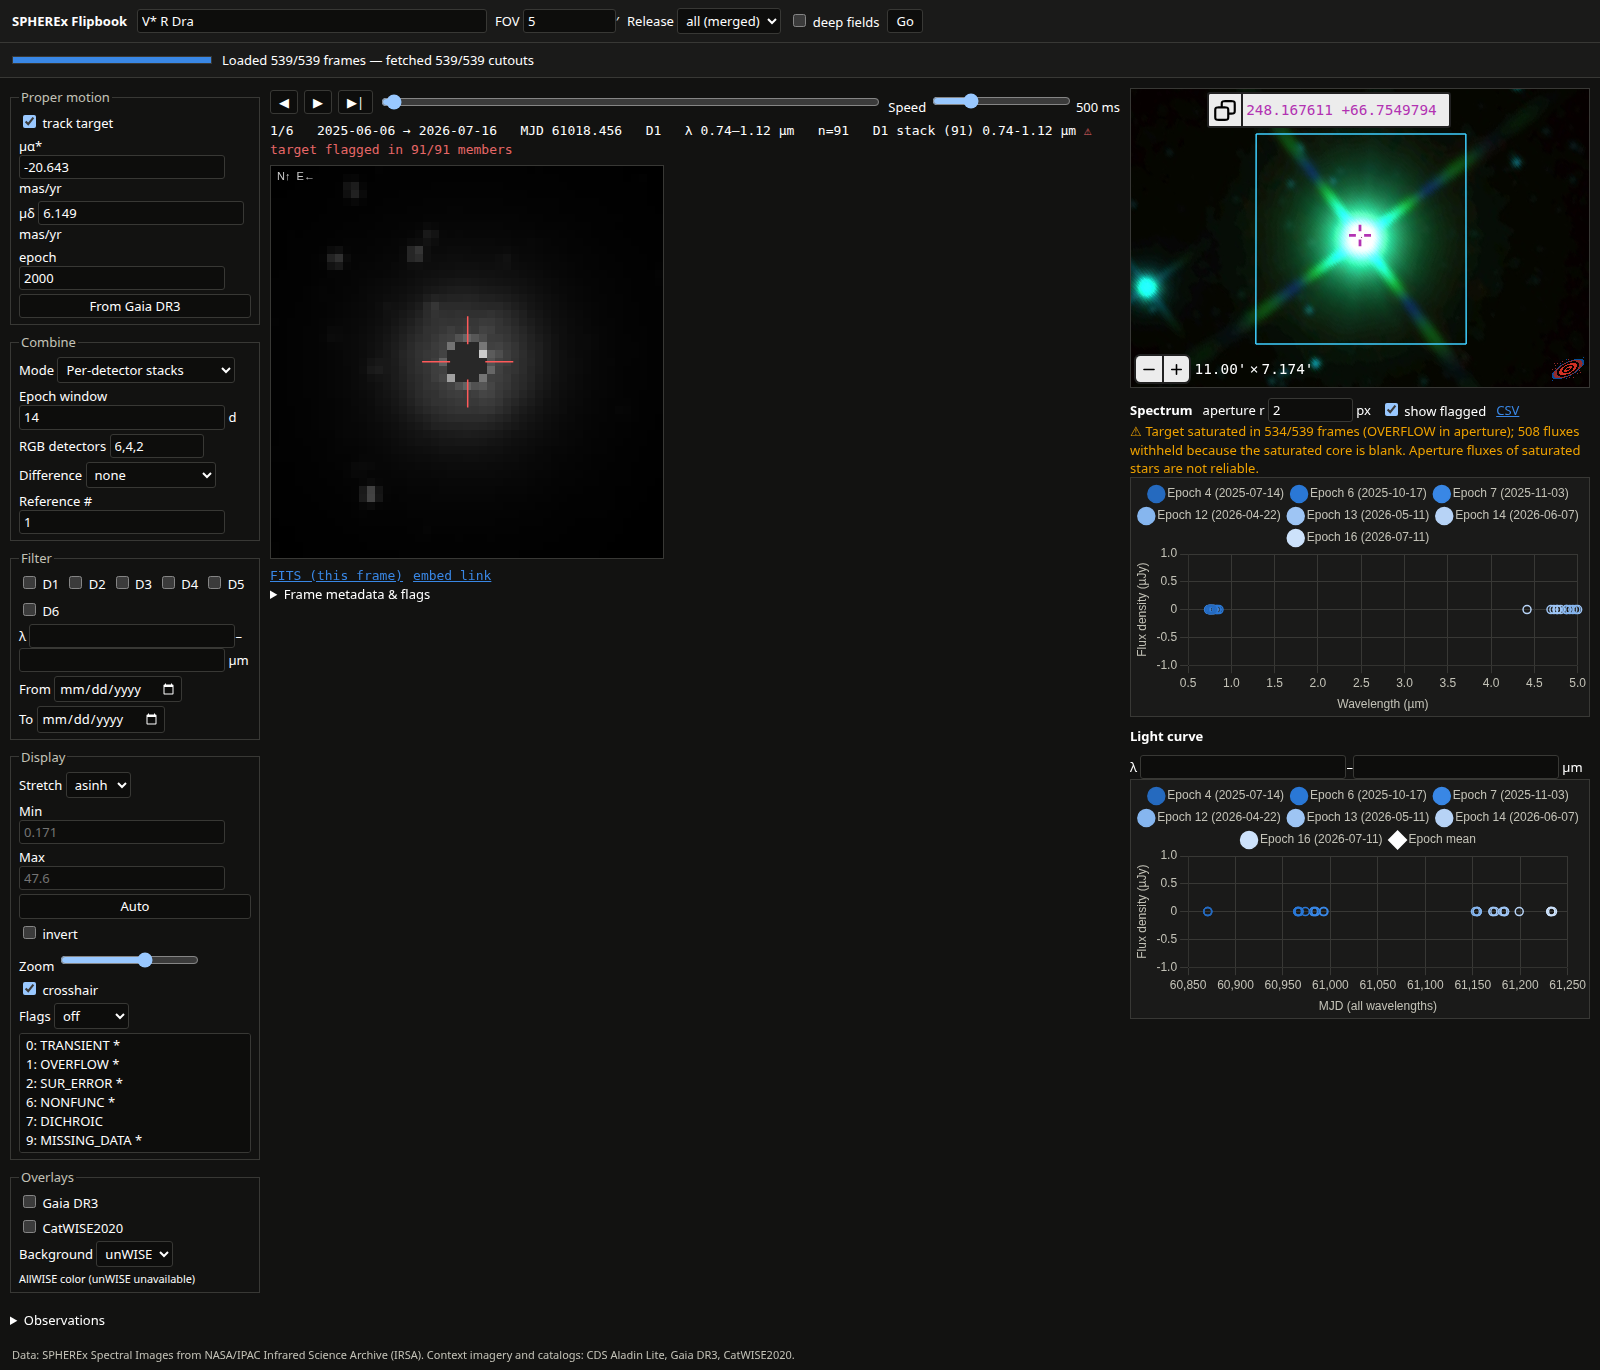 SPHEREx Flipbook V* R Dra FOV 5 ′ Release all (merged) deep fields Go
Loaded 539/539 frames — fetched 539/539 cutouts
Proper motion
track target
μα*
-20.643
mas/yr
μδ 6.149
mas/yr
epoch
2000
From Gaia DR3
Combine
Mode Per-detector stacks
Epoch window
14 d
RGB detectors 6,4,2
Difference none
Reference #
1
Filter
D1 D2 D3 D4 D5
D6
λ –
μm
From mm/dd/yyyy
To mm/dd/yyyy
Display
Stretch asinh
Min
0.171
Max
47.6
Auto
invert
Zoom
crosshair
Flags off
0: TRANSIENT *
1: OVERFLOW *
2: SUR_ERROR *
6: NONFUNC *
7: DICHROIC
9: MISSING_DATA *
Overlays
Gaia DR3
CatWISE2020
Background unWISE
AllWISE color (unWISE unavailable)
Observations
Speed 500 ms
1/6 2025-06-06 → 2026-07-16 MJD 61018.456 D1 λ 0.74–1.12 μm n=91 D1 stack (91) 0.74-1.12 μm ⚠
target flagged in 91/91 members
N↑ E←
FITS (this frame) embed link
Frame metadata & flags
248.167611 +66.7549794
11.00' × 7.174'
Spectrum aperture r 2 px show flagged CSV
⚠ Target saturated in 534/539 frames (OVERFLOW in aperture); 508 fluxes
withheld because the saturated core is blank. Aperture fluxes of saturated
stars are not reliable.
Epoch 4 (2025-07-14) Epoch 6 (2025-10-17) Epoch 7 (2025-11-03)
Epoch 12 (2026-04-22) Epoch 13 (2026-05-11) Epoch 14 (2026-06-07)
Epoch 16 (2026-07-11)
Flux density (μJy)
1.0
0.5
0
-0.5
-1.0
0.5 1.0 1.5 2.0 2.5 3.0 3.5 4.0 4.5 5.0
Wavelength (μm)
Light curve
λ – μm
Epoch 4 (2025-07-14) Epoch 6 (2025-10-17) Epoch 7 (2025-11-03)
Epoch 12 (2026-04-22) Epoch 13 (2026-05-11) Epoch 14 (2026-06-07)
Epoch 16 (2026-07-11) Epoch mean
Flux density (μJy)
1.0
0.5
0
-0.5
-1.0
60,850 60,900 60,950 61,000 61,050 61,100 61,150 61,200 61,250
MJD (all wavelengths)
Data: SPHEREx Spectral Images from NASA/IPAC Infrared Science Archive (IRSA). Context imagery and catalogs: CDS Aladin Lite, Gaia DR3, CatWISE2020.